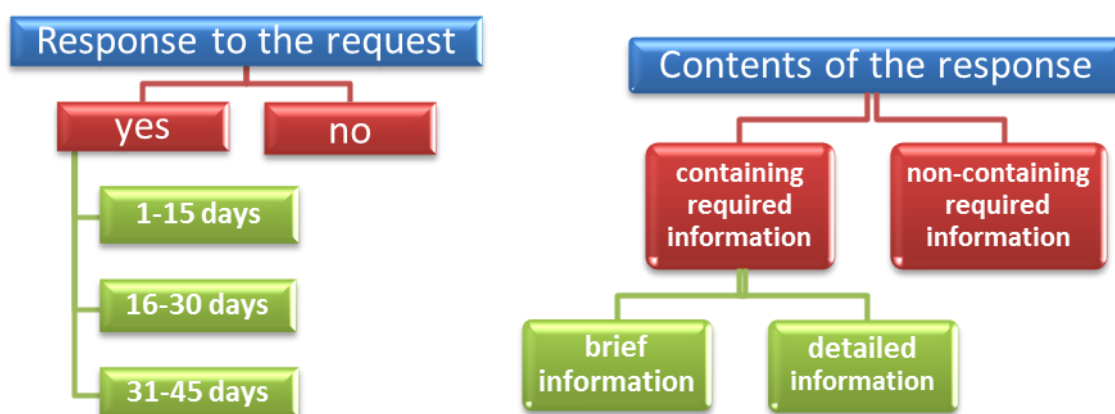 Response to the request
yes
no
1-15 days
16-30 days
31-45 days
Contents of the response
containing
required
information
non-containing
required
information
brief
information
detailed
information